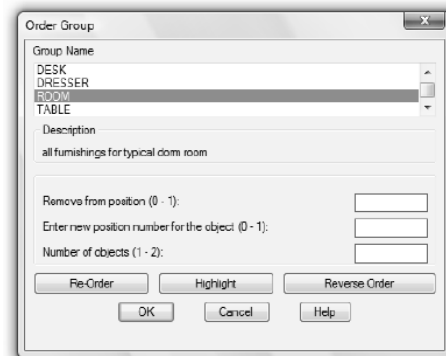 Order Group
Group Name
DESK
DRESSER
ROOM
TABLE
Description
all furnishings for typical dorm room
Remove from position (0 - 1):
Enter new position number for the object (0 - 1):
Number of objects (1 - 2):
Re-Order Highlight Reverse Order
OK Cancel Help